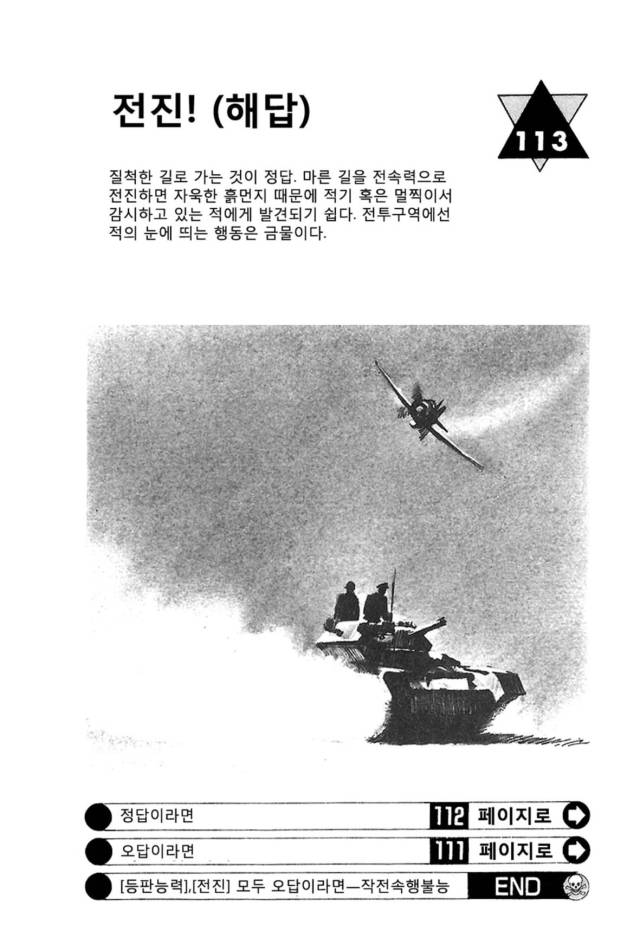 전진! (해답)
113
질척한 길로 가는 것이 정답. 마른 길을 전속력으로
전진하면 자욱한 흙먼지 때문에 적기 혹은 멀찍이서
감시하고 있는 적에게 발견되기 쉽다. 전투구역에선
적의 눈에 띄는 행동은 금물이다.
정답이라면 112 페이지로
오답이라면 111 페이지로
[등판능력],[전진] 모두 오답이라면—작전속행불능 END